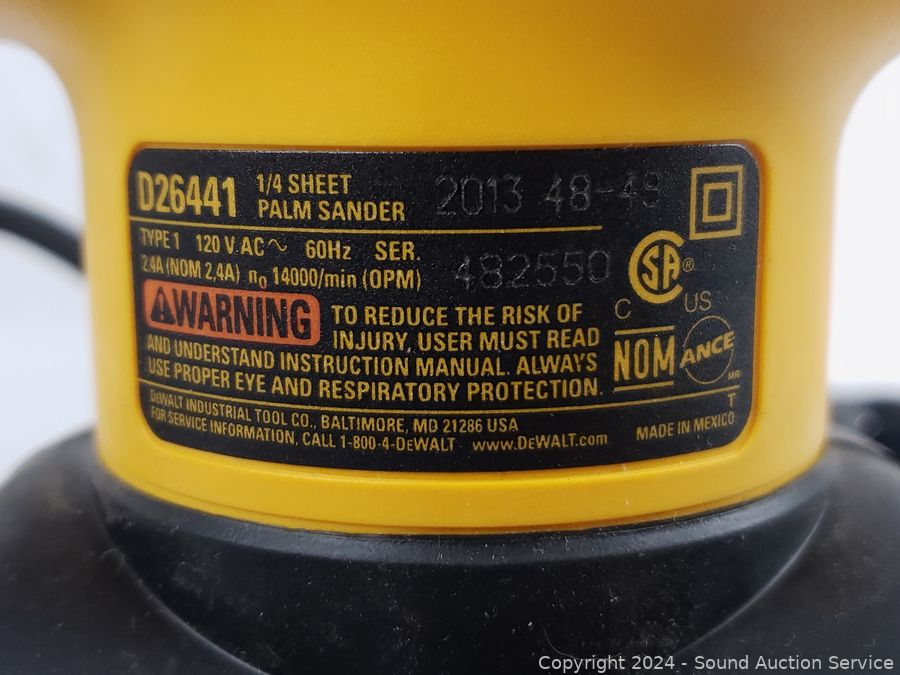 D26441 1/4 SHEET
PALM SANDER
2013 48-49
TYPE 1 120 V AC~ 60Hz SER.
2.4A (NOM 2,4A) n₀ 14000/min (OPM)
482550
SA®
C US
WARNING TO REDUCE THE RISK OF
INJURY, USER MUST READ
AND UNDERSTAND INSTRUCTION MANUAL. ALWAYS
USE PROPER EYE AND RESPIRATORY PROTECTION.
NOM ANCE
MR
DEWALT INDUSTRIAL TOOL CO., BALTIMORE, MD 21286 USA
FOR SERVICE INFORMATION, CALL 1-800-4-DEWALT www.DEWALT.com
T
MADE IN MEXICO
Copyright © 2024 - Sound Auction Service